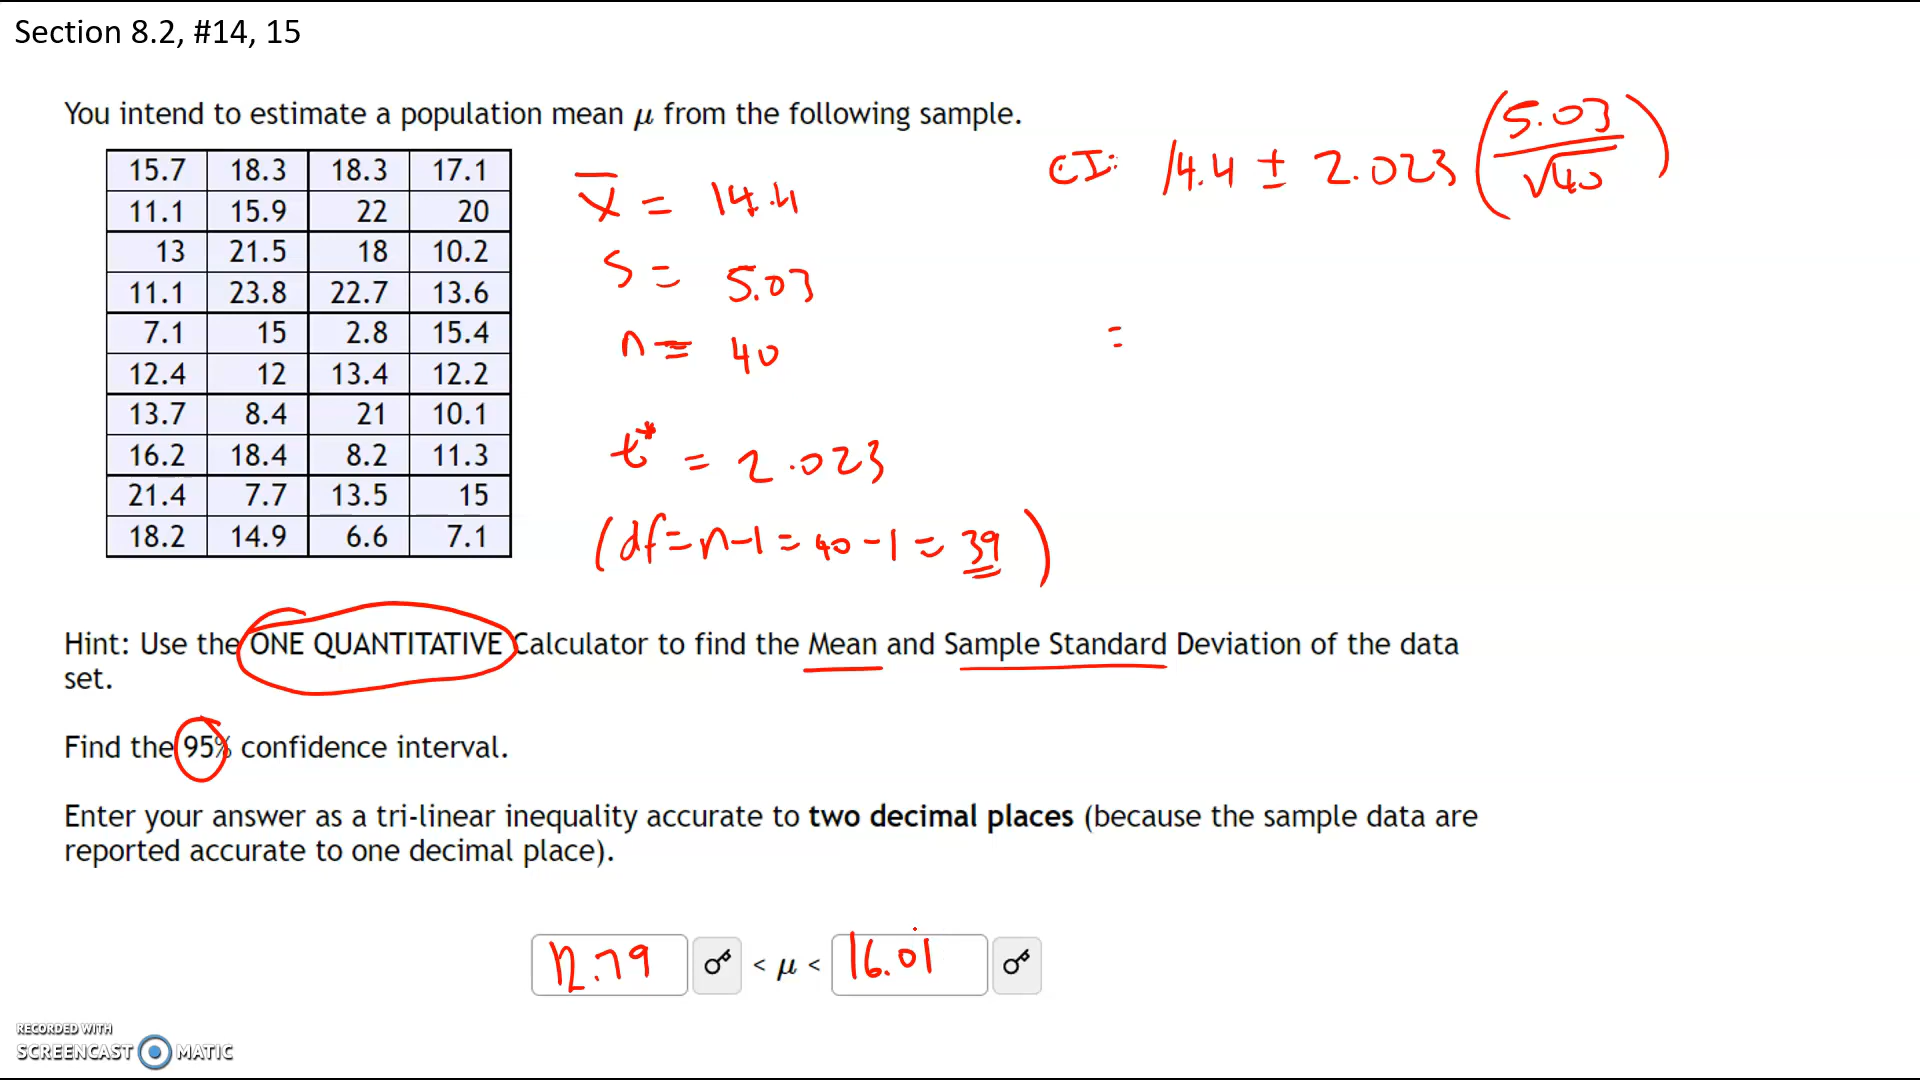 Section 8.2, #14, 15
You intend to estimate a population mean μ from the following sample.
15.7 18.3 18.3 17.1
11.1 15.9 22 20
13 21.5 18 10.2
11.1 23.8 22.7 13.6
7.1 15 2.8 15.4
12.4 12 13.4 12.2
13.7 8.4 21 10.1
16.2 18.4 8.2 11.3
21.4 7.7 13.5 15
18.2 14.9 6.6 7.1
x̄ = 14.4
s = 5.03
n = 40
t* = 2.023
(df = n-1 = 40-1 = 39)
CI: 14.4 ± 2.023 (5.03/√40)
=
Hint: Use the ONE QUANTITATIVE Calculator to find the Mean and Sample Standard Deviation of the data
set.
Find the 95% confidence interval.
Enter your answer as a tri-linear inequality accurate to two decimal places (because the sample data are
reported accurate to one decimal place).
12.79 < μ < 16.01
RECORDED WITH
SCREENCAST MATIC